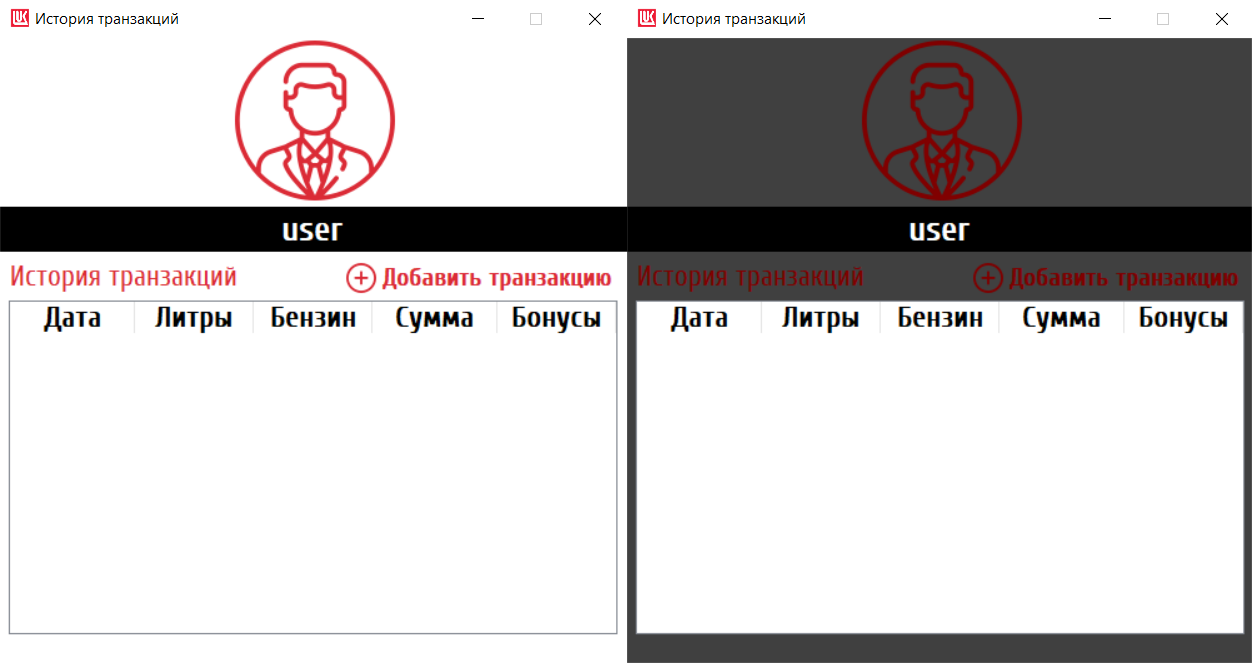 История транзакций
user
История транзакций
Добавить транзакцию
Дата Литры Бензин Сумма Бонусы
История транзакций
user
История транзакций
Добавить транзакцию
Дата Литры Бензин Сумма Бонусы